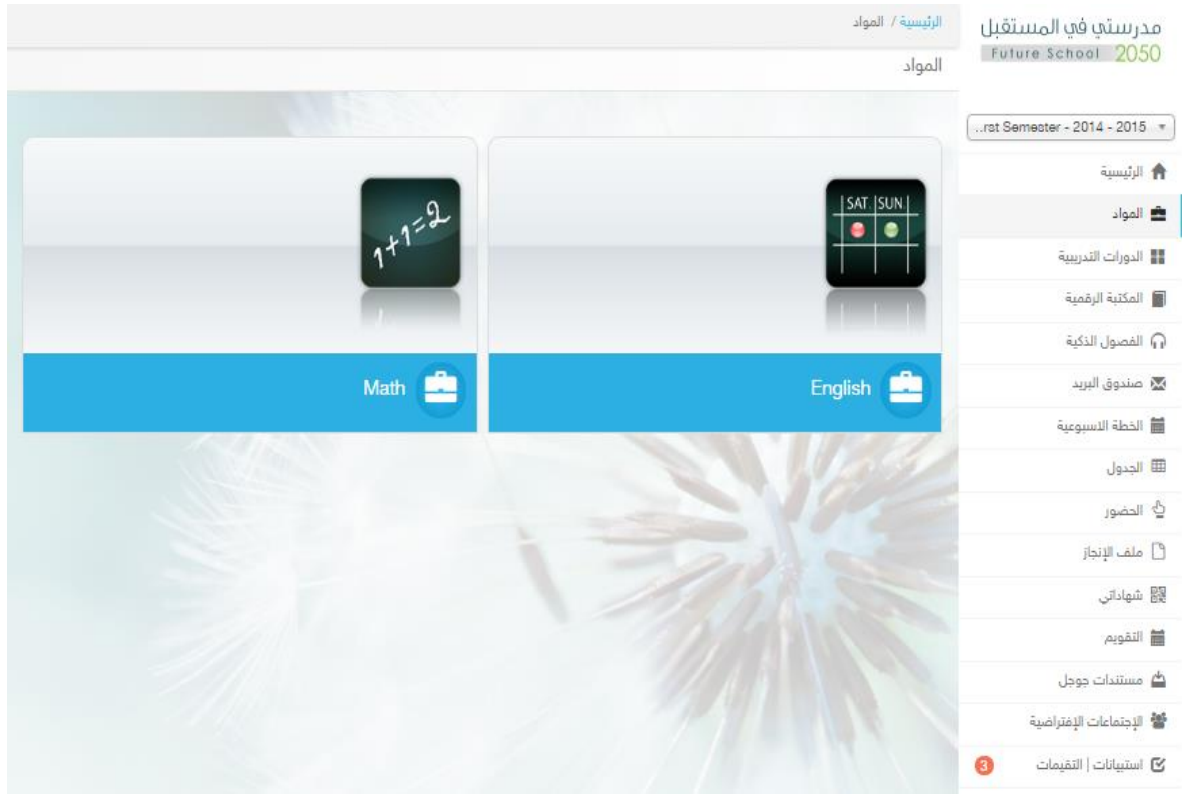 مدرستي في المستقبل
Future School 2050
..rst Semester - 2014 - 2015
الرئيسية
المواد
الدورات التدريبية
المكتبة الرقمية
الفصول الذكية
صندوق البريد
الخطة الاسبوعية
الجدول
الحضور
ملف الإنجاز
شهاداتي
التقويم
مستندات جوجل
الإجتماعات الإفتراضية
استبيانات | التقيمات 3
الرئيسية / المواد
المواد
SAT. SUN.
English
1+1=2
Math